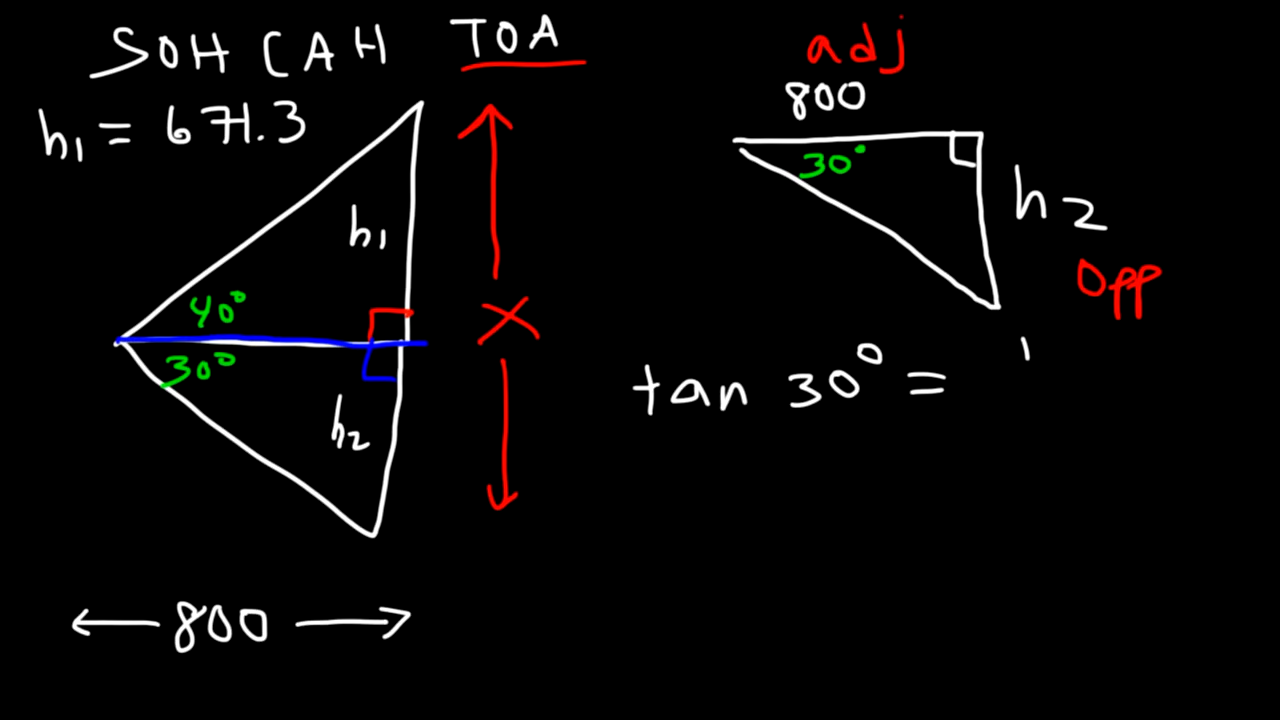 SOH CAH TOA
h₁ = 671.3
h₁
40°
30°
h₂
X
800
adj
800
30°
h₂
opp
tan 30° =